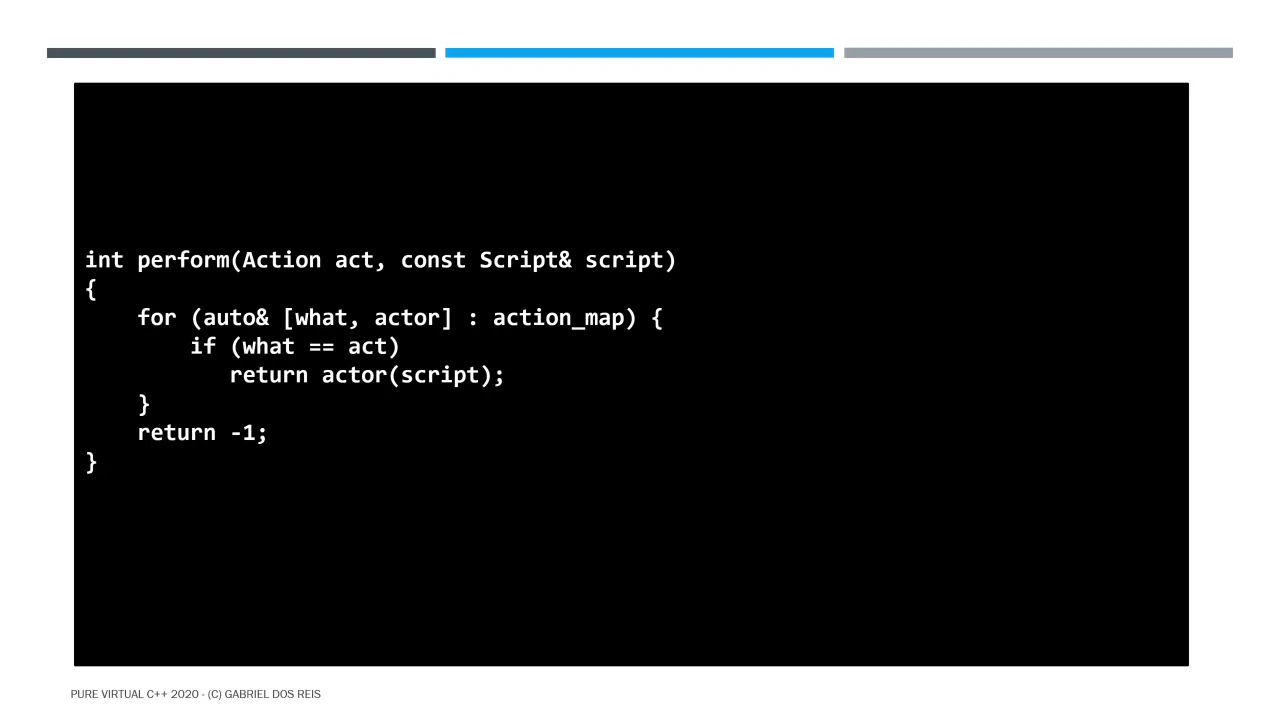 int perform(Action act, const Script& script)
{
    for (auto& [what, actor] : action_map) {
        if (what == act)
           return actor(script);
    }
    return -1;
}
PURE VIRTUAL C++ 2020 - (C) GABRIEL DOS REIS